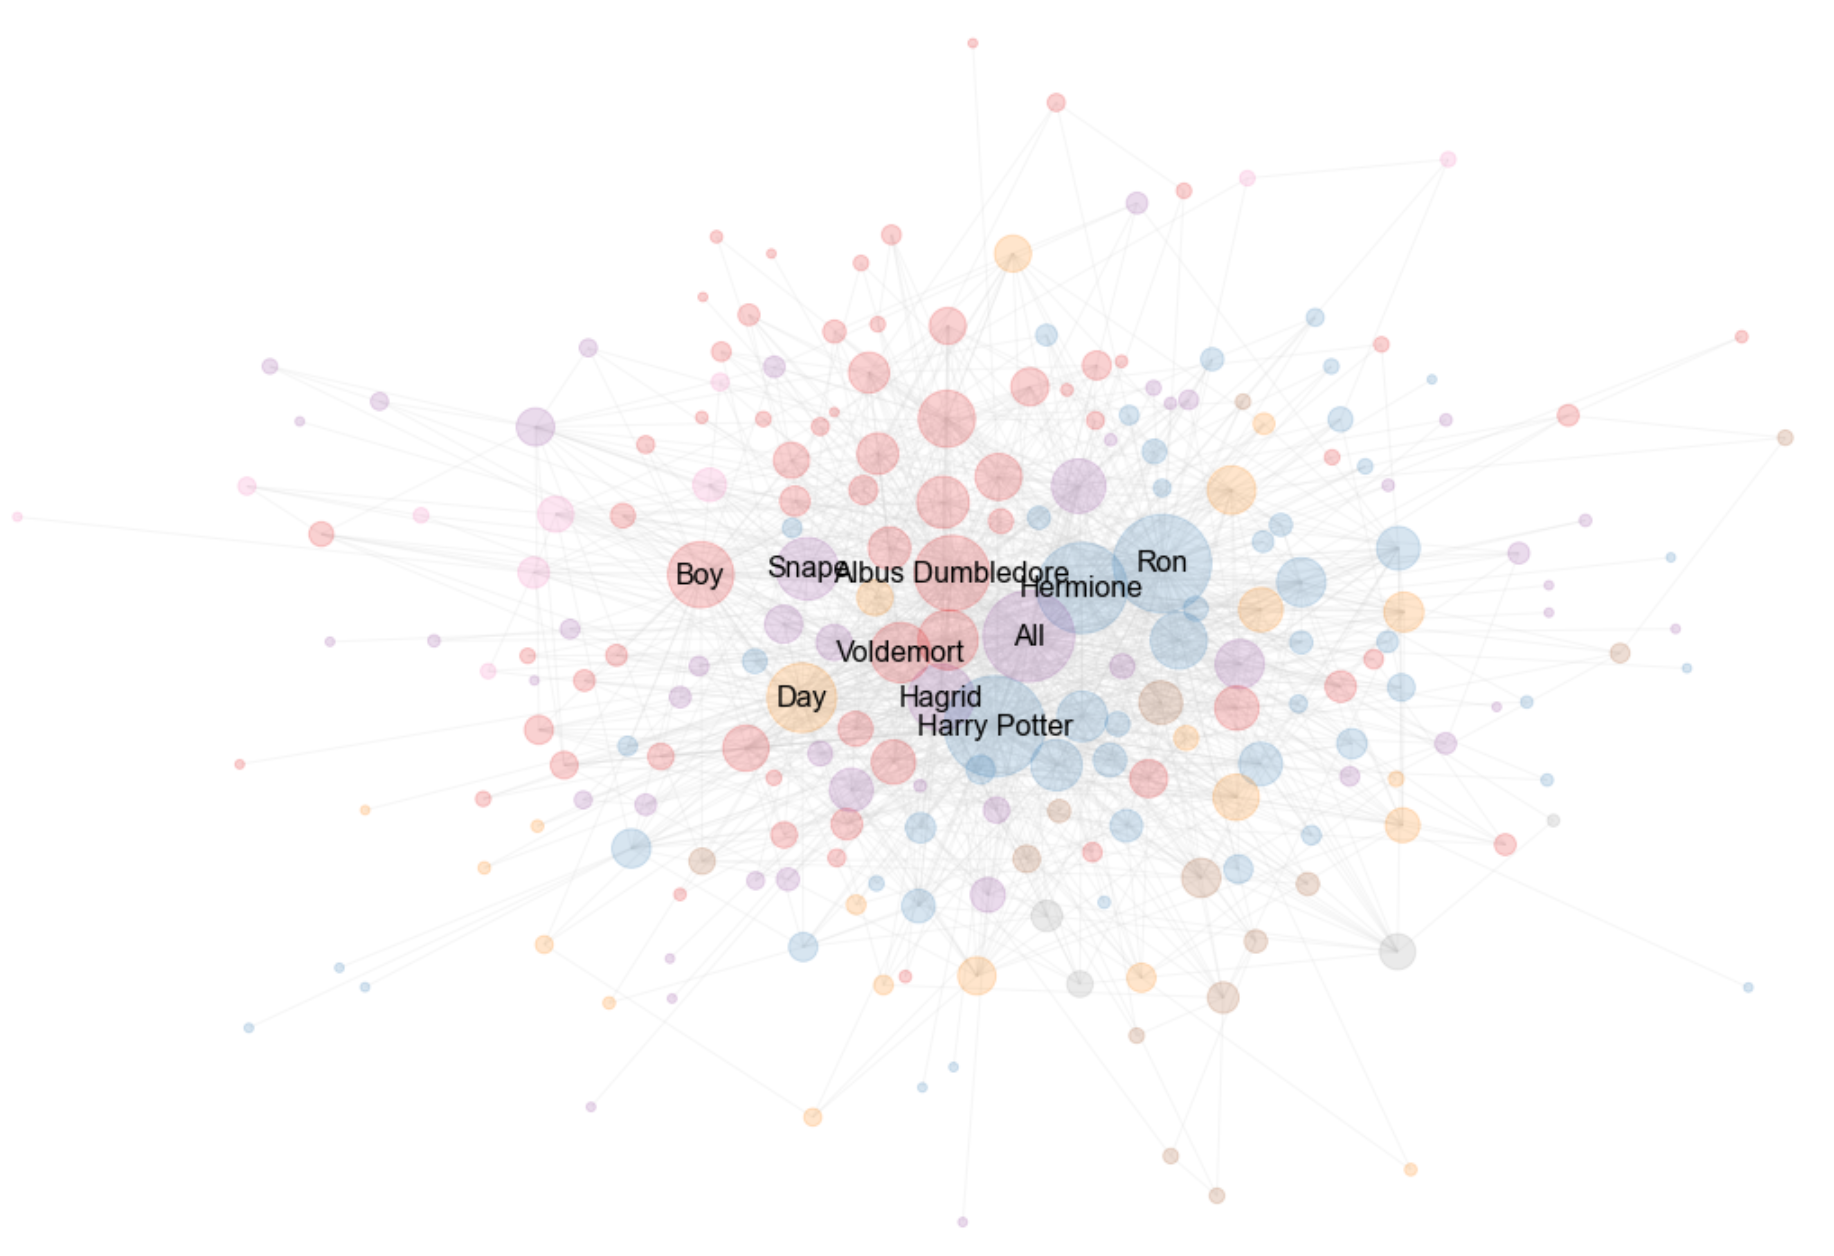 Ron
Boy
Snape
Albus Dumbledore
Hermione
All
Voldemort
Day
Hagrid
Harry Potter